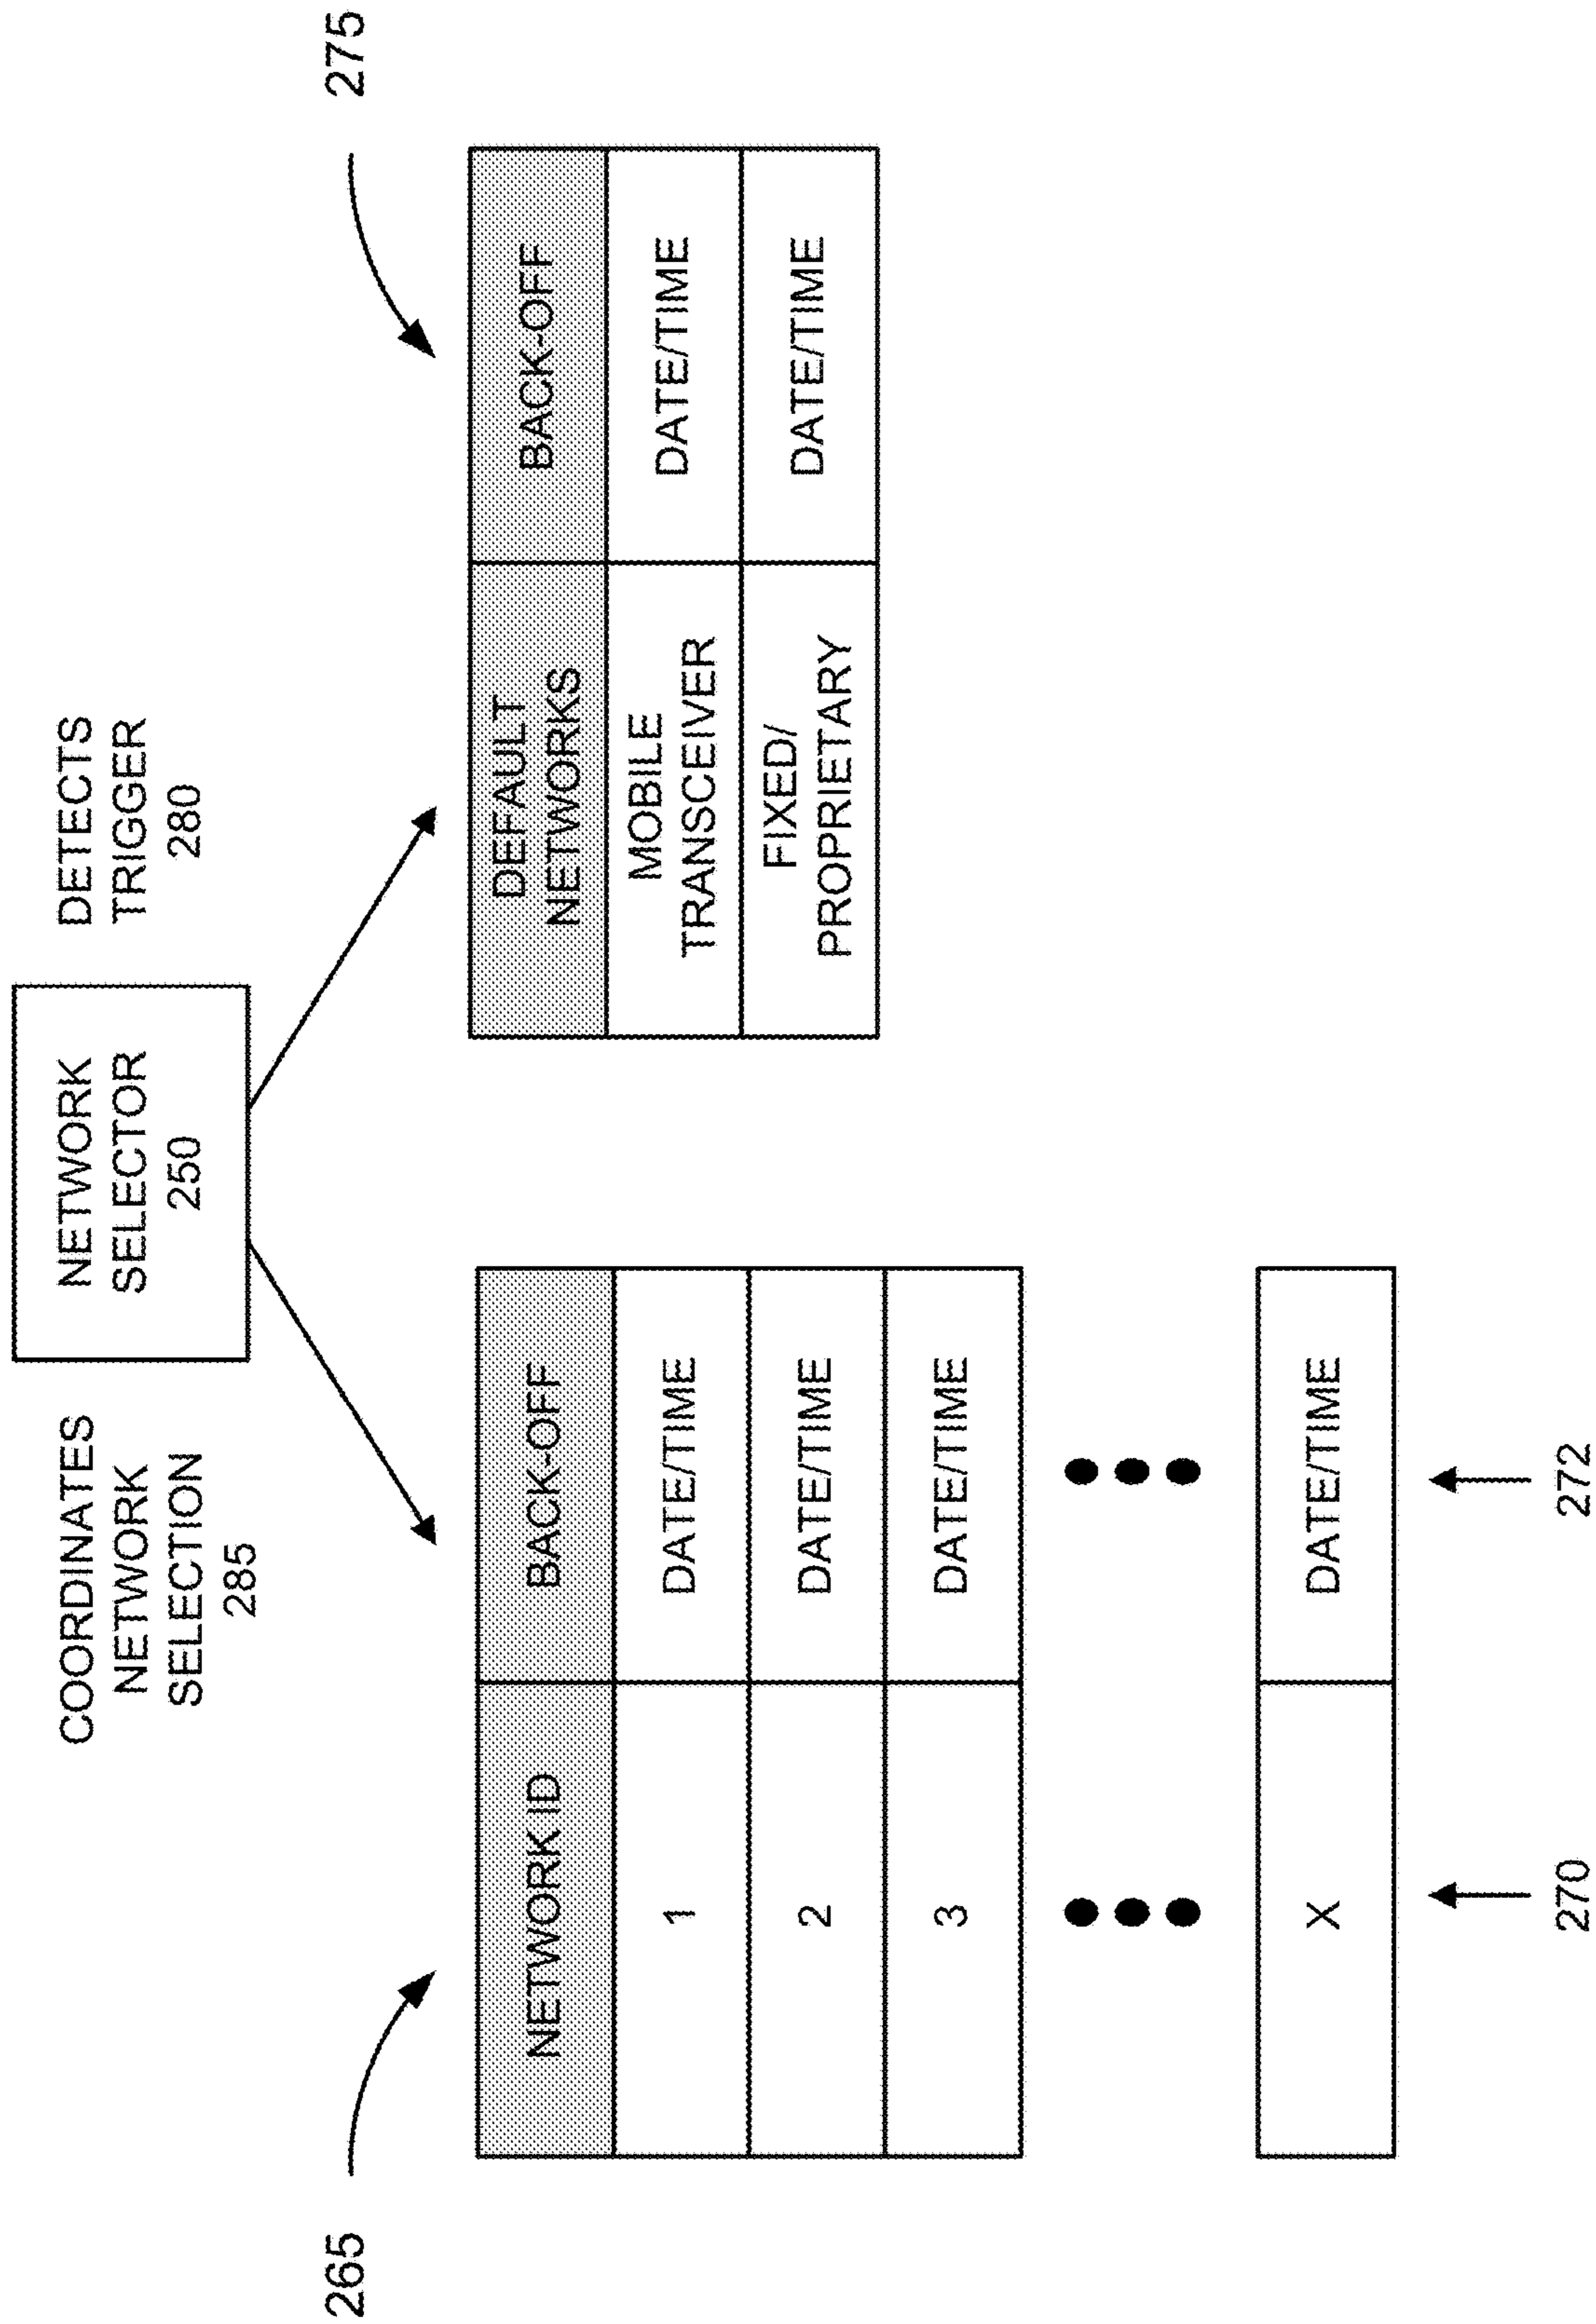 COORDINATES
NETWORK
SELECTION
285
NETWORK
SELECTOR
250
DETECTS
TRIGGER
280
265
275
NETWORK ID
BACK-OFF
1
DATE/TIME
2
DATE/TIME
3
DATE/TIME
X
DATE/TIME
270
272
DEFAULT
NETWORKS
BACK-OFF
MOBILE
TRANSCEIVER
DATE/TIME
FIXED/
PROPRIETARY
DATE/TIME